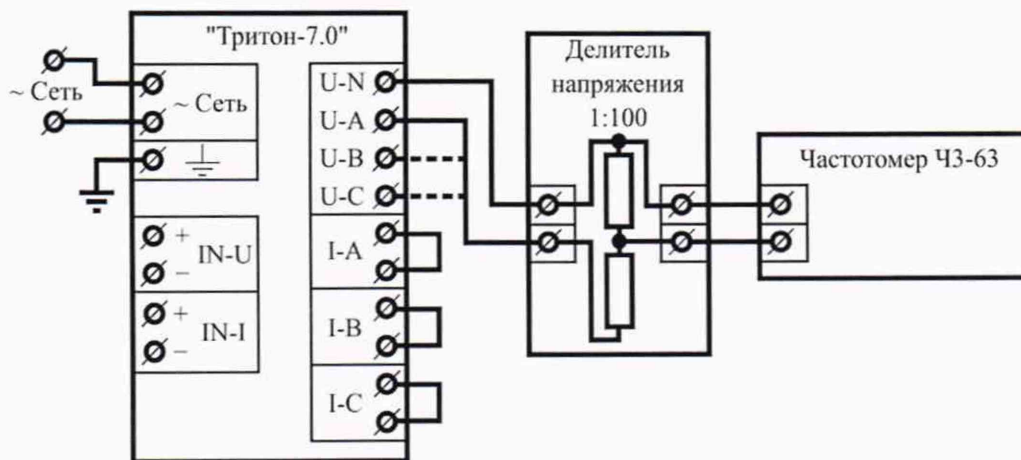 "Тритон-7.0"
~ Сеть
~ Сеть
IN-U
+
−
IN-I
+
−
U-N
U-A
U-B
U-C
I-A
I-B
I-C
Делитель
напряжения
1:100
Частотомер Ч3-63